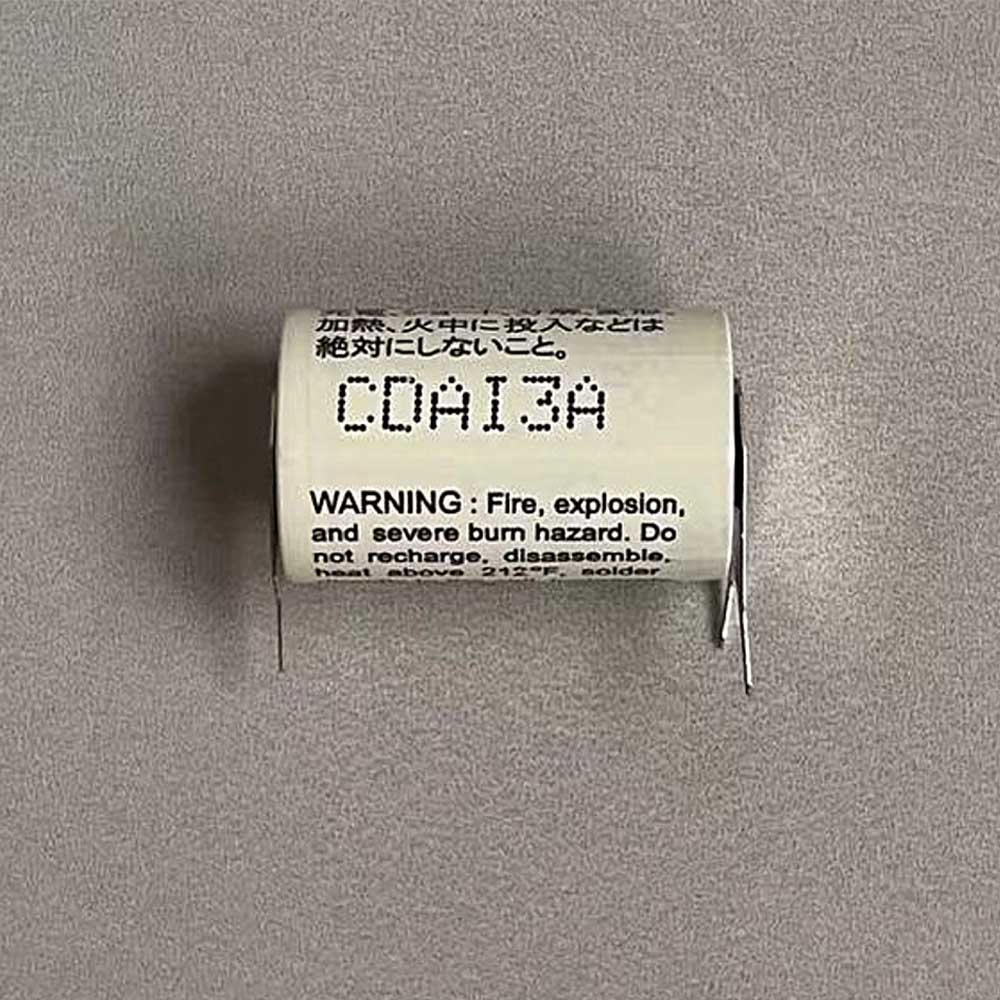 加熱、火中に投入などは
絶対にしないこと。
CDAI3A
WARNING : Fire, explosion,
and severe burn hazard. Do
not recharge, disassemble,
heat above 212°F, solder